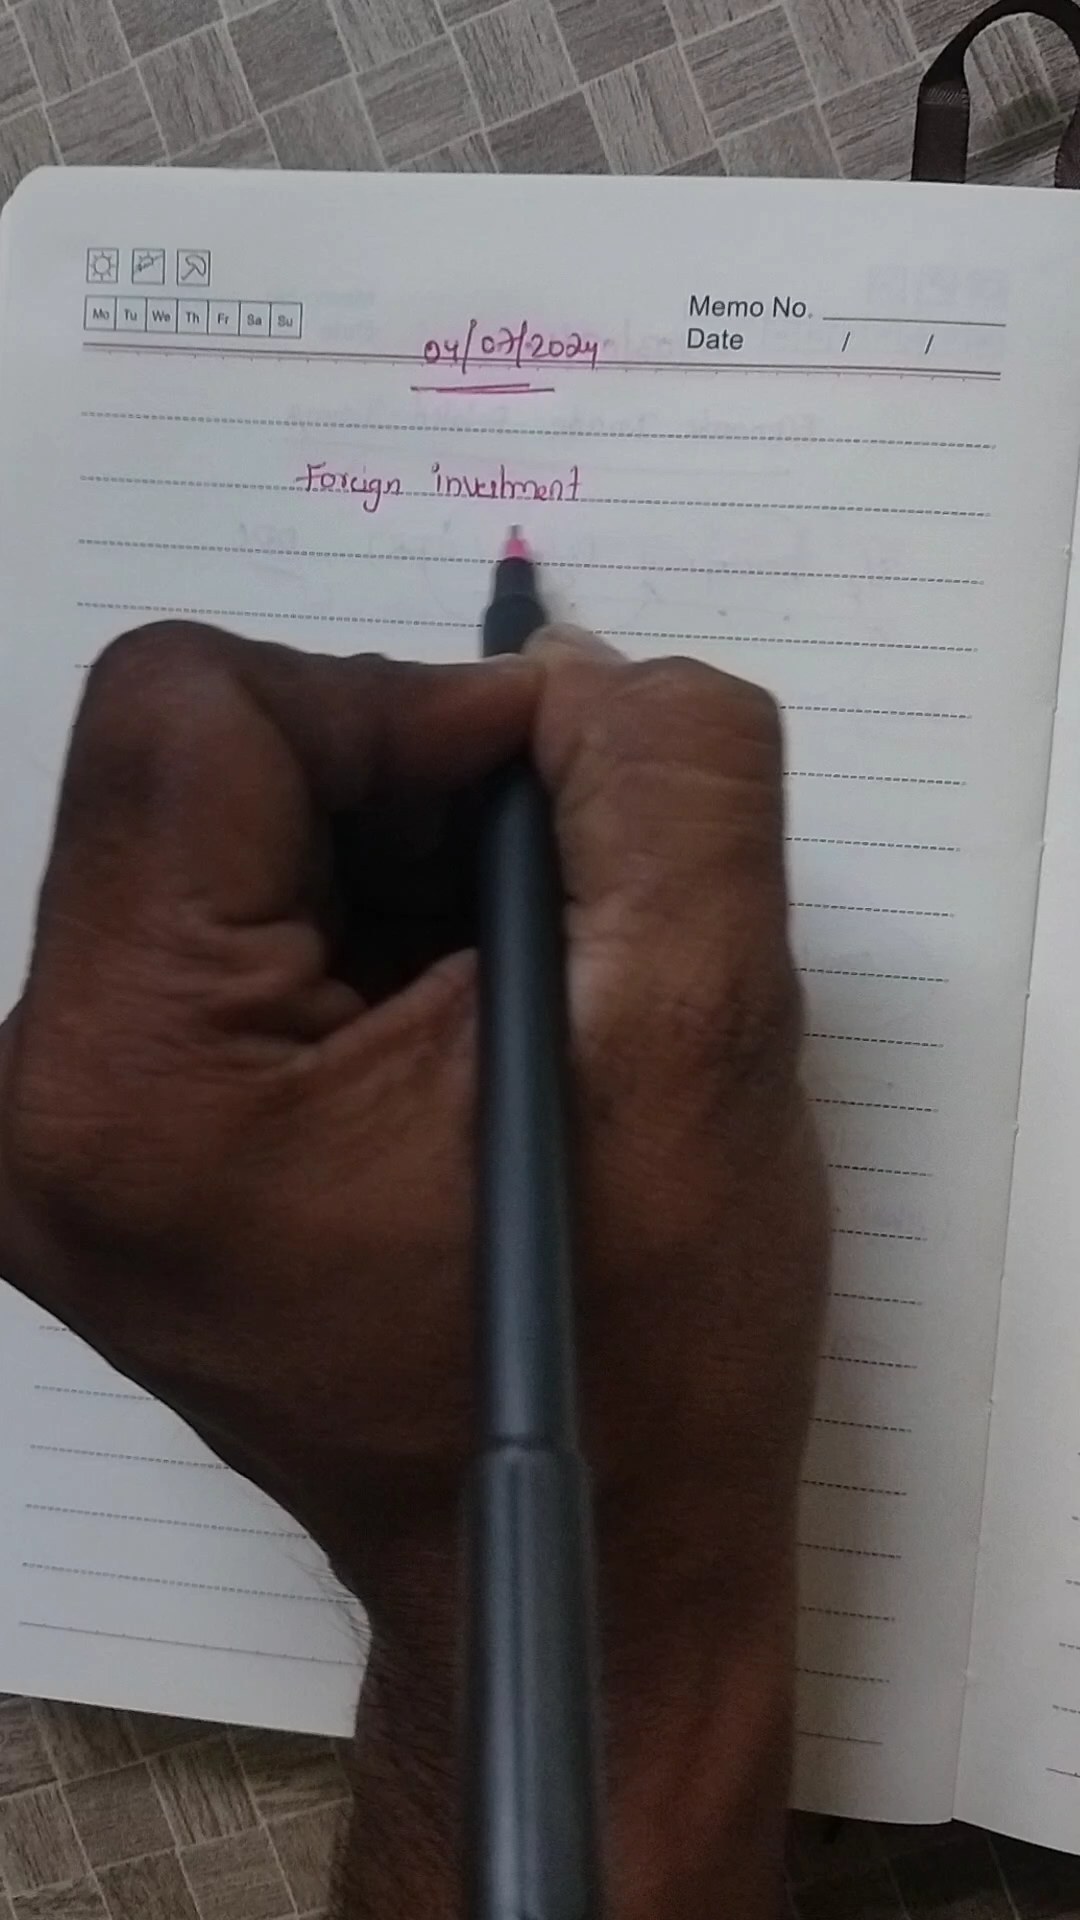 Mo Tu We Th Fr Sa Su
Memo No.
Date / /
04/07/2024
Foreign investment